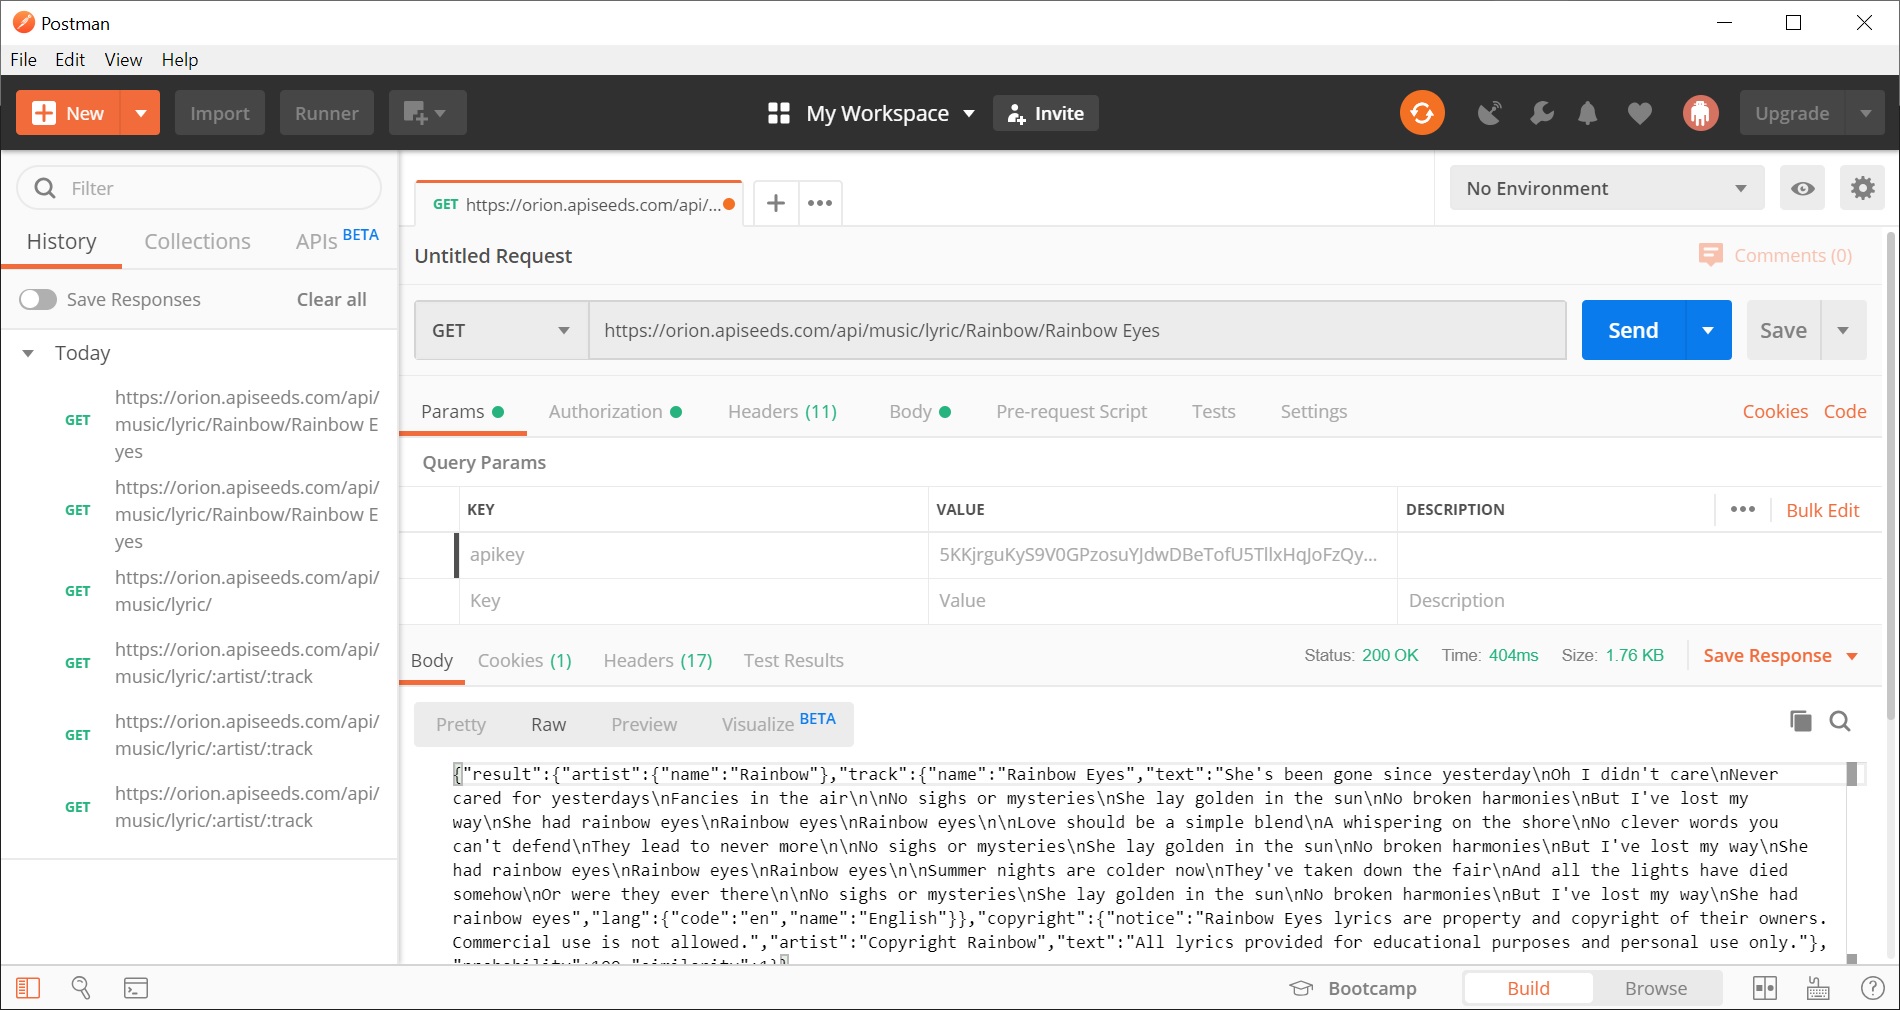 Postman
File Edit View Help
New Import Runner My Workspace Invite Upgrade
Filter
History Collections APIs BETA
Save Responses Clear all
Today
GET https://orion.apiseeds.com/api/
music/lyric/Rainbow/Rainbow E
yes
GET https://orion.apiseeds.com/api/
music/lyric/Rainbow/Rainbow E
yes
GET https://orion.apiseeds.com/api/
music/lyric/
GET https://orion.apiseeds.com/api/
music/lyric/:artist/:track
GET https://orion.apiseeds.com/api/
music/lyric/:artist/:track
GET https://orion.apiseeds.com/api/
music/lyric/:artist/:track
GET https://orion.apiseeds.com/api/... + •••
No Environment
Untitled Request Comments (0)
GET https://orion.apiseeds.com/api/music/lyric/Rainbow/Rainbow Eyes Send Save
Params Authorization Headers (11) Body Pre-request Script Tests Settings Cookies Code
Query Params
KEY VALUE DESCRIPTION ••• Bulk Edit
apikey 5KKjrguKyS9V0GPzosuYJdwDBeTofU5TllxHqJoFzQy...
Key Value Description
Body Cookies (1) Headers (17) Test Results Status: 200 OK Time: 404ms Size: 1.76 KB Save Response
Pretty Raw Preview Visualize BETA
{"result":{"artist":{"name":"Rainbow"},"track":{"name":"Rainbow Eyes","text":"She's been gone since yesterday\nOh I didn't care\nNever
cared for yesterdays\nFancies in the air\n\nNo sighs or mysteries\nShe lay golden in the sun\nNo broken harmonies\nBut I've lost my
way\nShe had rainbow eyes\nRainbow eyes\nRainbow eyes\n\nLove should be a simple blend\nA whispering on the shore\nNo clever words you
can't defend\nThey lead to never more\n\nNo sighs or mysteries\nShe lay golden in the sun\nNo broken harmonies\nBut I've lost my way\nShe
had rainbow eyes\nRainbow eyes\nRainbow eyes\n\nSummer nights are colder now\nThey've taken down the fair\nAnd all the lights have died
somehow\nOr were they ever there\n\nNo sighs or mysteries\nShe lay golden in the sun\nNo broken harmonies\nBut I've lost my way\nShe had
rainbow eyes","lang":{"code":"en","name":"English"}},"copyright":{"notice":"Rainbow Eyes lyrics are property and copyright of their owners.
Commercial use is not allowed.","artist":"Copyright Rainbow","text":"All lyrics provided for educational purposes and personal use only."},
"probability":100,"similarity":1}}
Bootcamp Build Browse